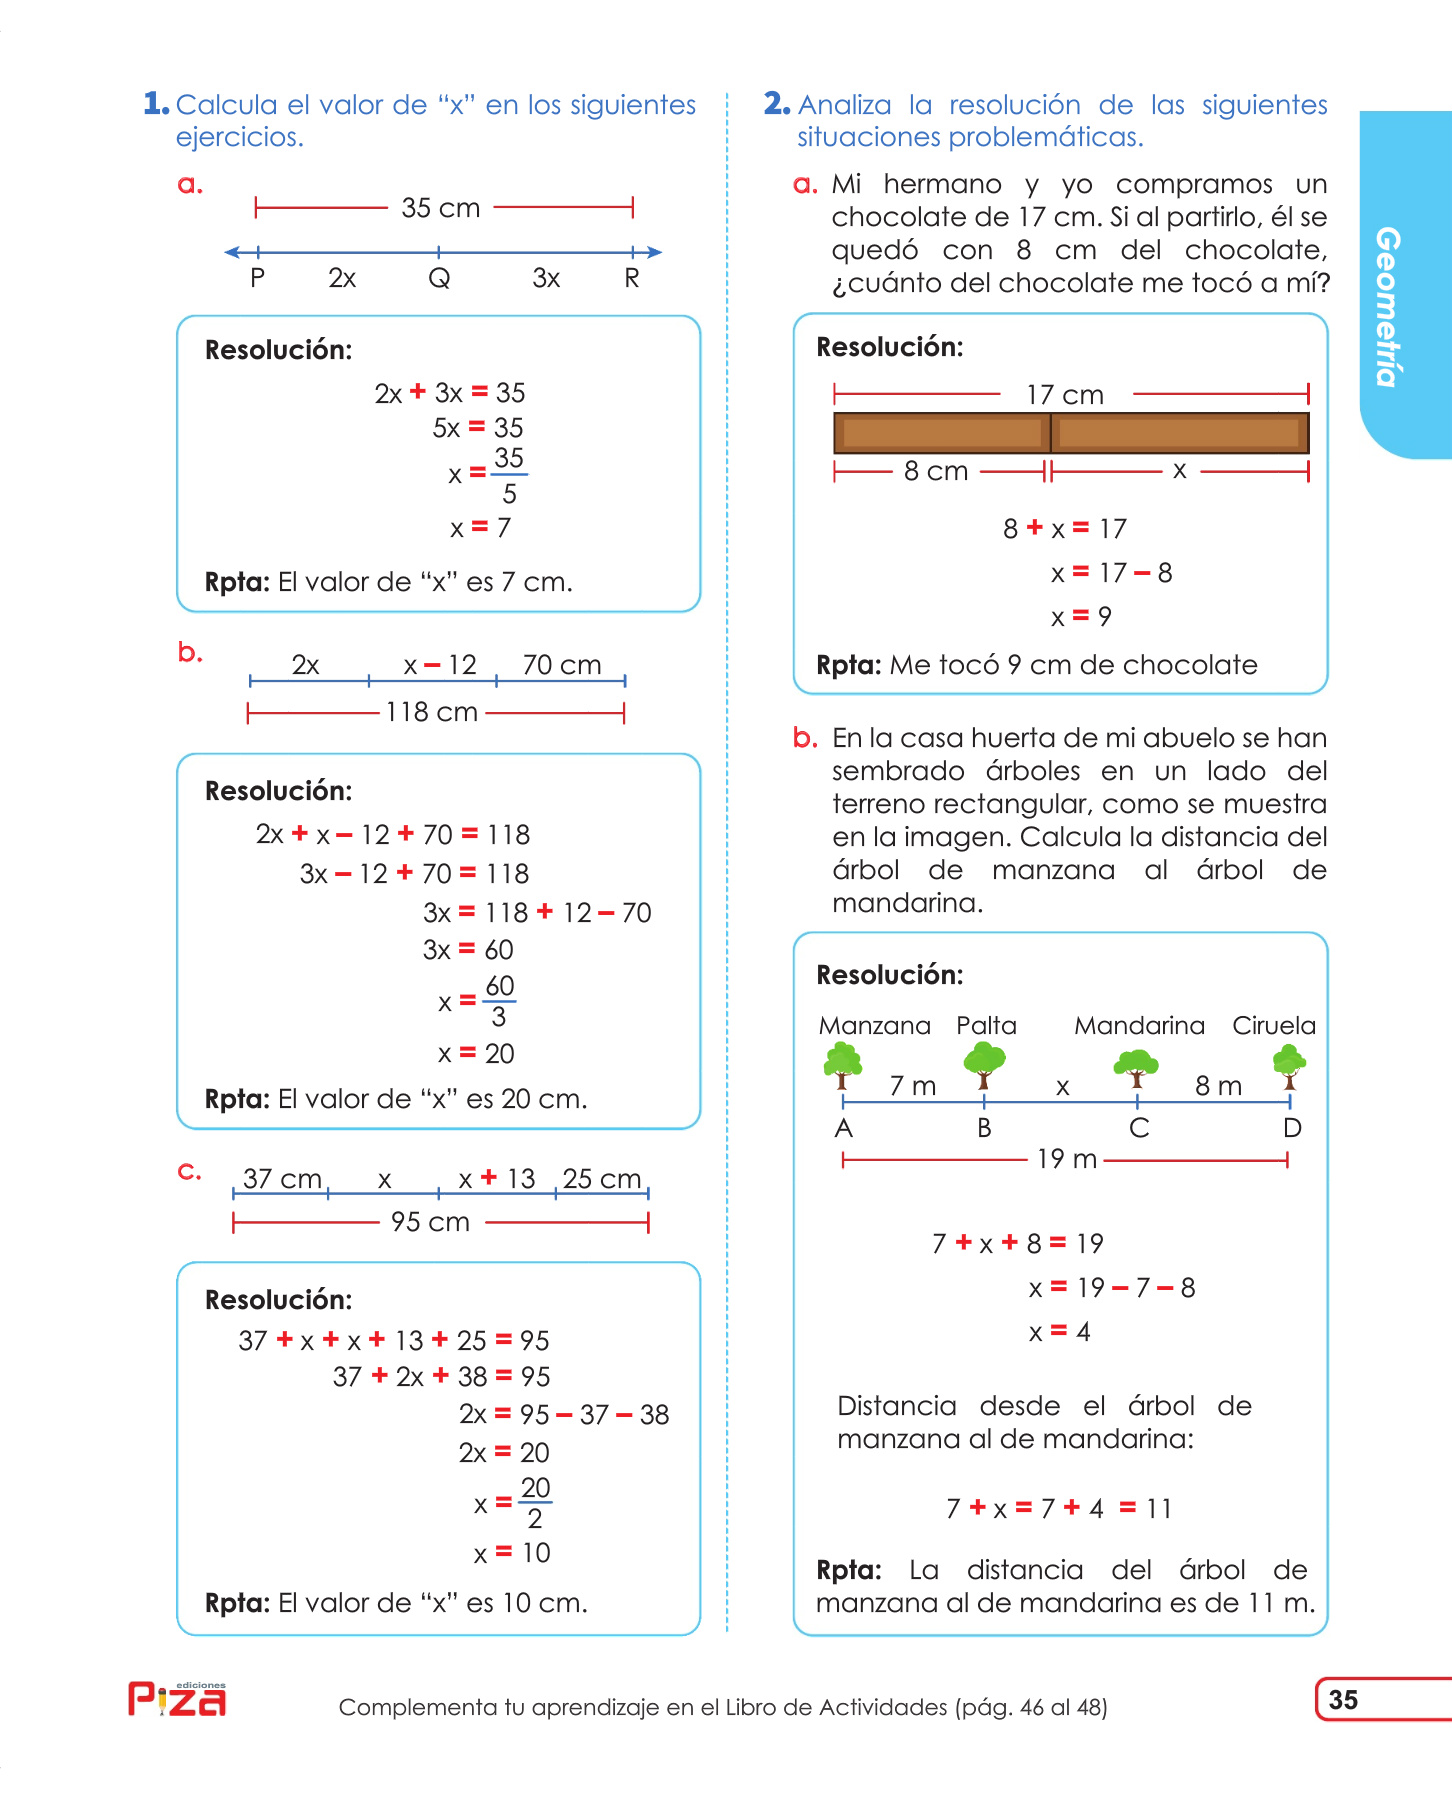 1. Calcula el valor de “x” en los siguientes
ejercicios.
a.
35 cm
P 2x Q 3x R
Resolución:
2x + 3x = 35
5x = 35
x = 35/5
x = 7
Rpta: El valor de “x” es 7 cm.
b.
2x x – 12 70 cm
118 cm
Resolución:
2x + x – 12 + 70 = 118
3x – 12 + 70 = 118
3x = 118 + 12 – 70
3x = 60
x = 60/3
x = 20
Rpta: El valor de “x” es 20 cm.
c.
37 cm x x + 13 25 cm
95 cm
Resolución:
37 + x + x + 13 + 25 = 95
37 + 2x + 38 = 95
2x = 95 – 37 – 38
2x = 20
x = 20/2
x = 10
Rpta: El valor de “x” es 10 cm.
2. Analiza la resolución de las siguientes
situaciones problemáticas.
a. Mi hermano y yo compramos un
chocolate de 17 cm. Si al partirlo, él se
quedó con 8 cm del chocolate,
¿cuánto del chocolate me tocó a mí?
Resolución:
17 cm
8 cm x
8 + x = 17
x = 17 – 8
x = 9
Rpta: Me tocó 9 cm de chocolate
b. En la casa huerta de mi abuelo se han
sembrado árboles en un lado del
terreno rectangular, como se muestra
en la imagen. Calcula la distancia del
árbol de manzana al árbol de
mandarina.
Resolución:
Manzana Palta Mandarina Ciruela
7 m x 8 m
A B C D
19 m
7 + x + 8 = 19
x = 19 – 7 – 8
x = 4
Distancia desde el árbol de
manzana al de mandarina:
7 + x = 7 + 4 = 11
Rpta: La distancia del árbol de
manzana al de mandarina es de 11 m.
Geometría
ediciones
Piza
Complementa tu aprendizaje en el Libro de Actividades (pág. 46 al 48)
35